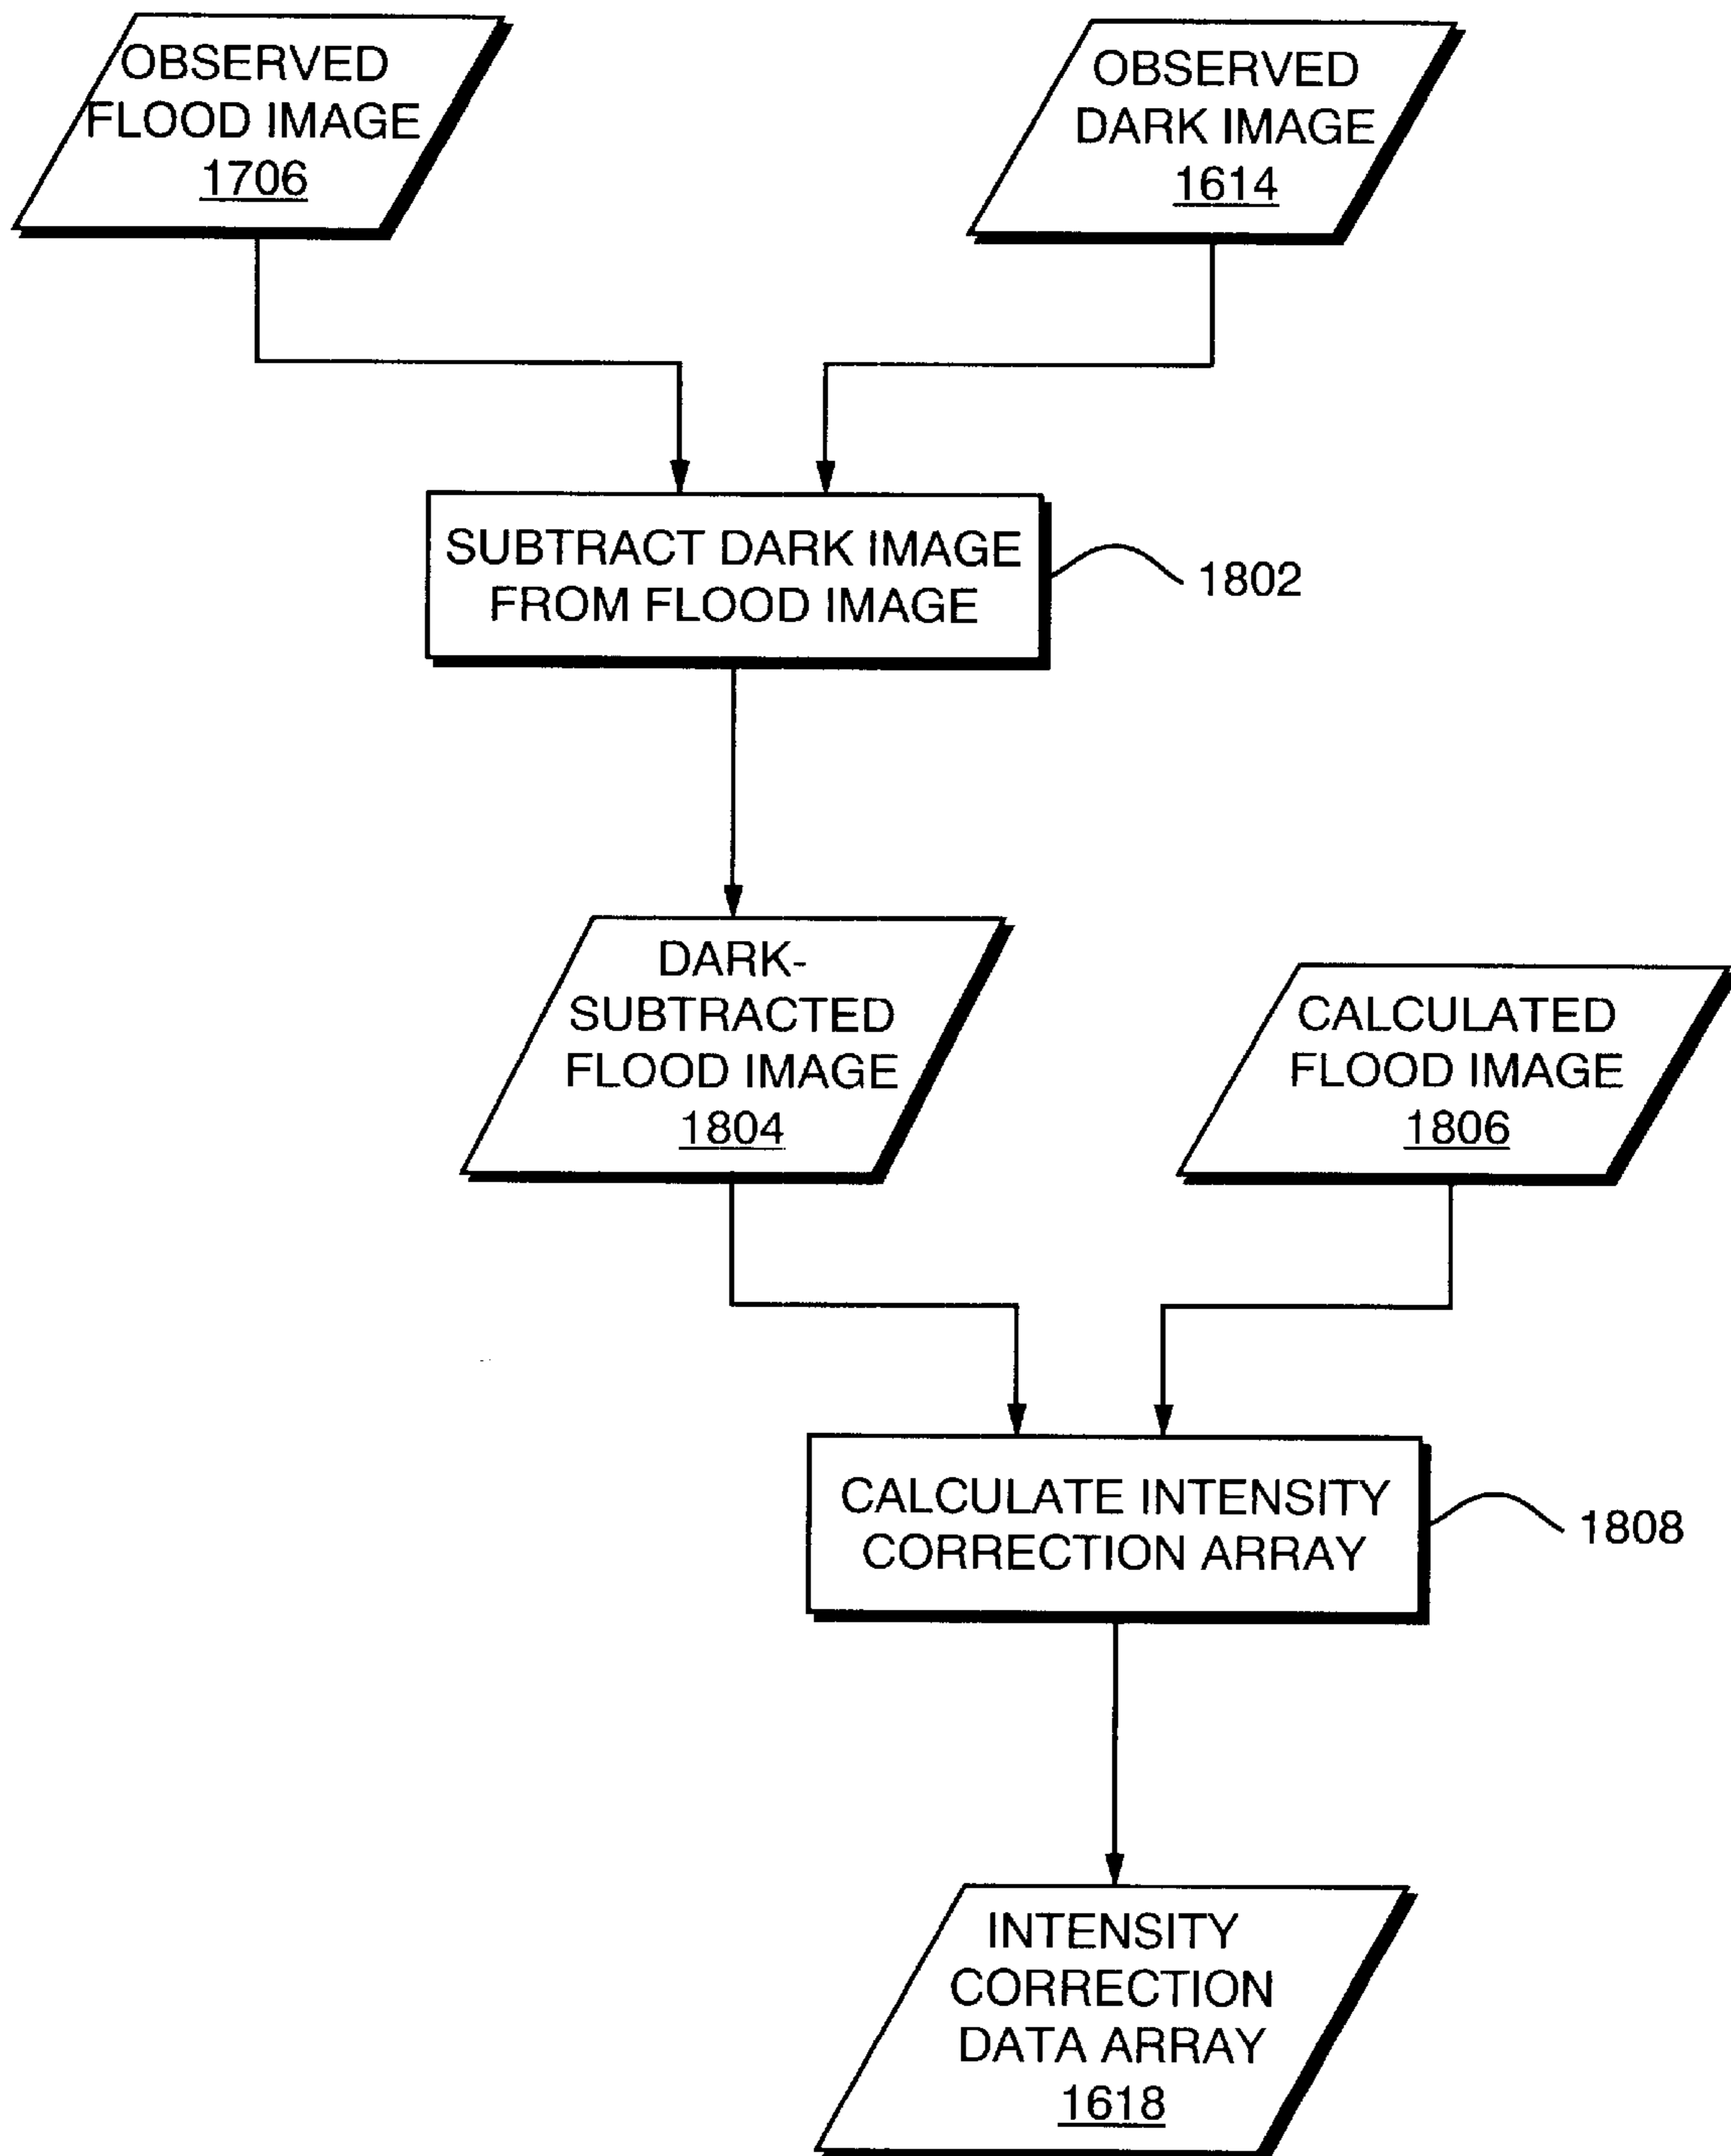 OBSERVED
FLOOD IMAGE
1706
OBSERVED
DARK IMAGE
1614
SUBTRACT DARK IMAGE
FROM FLOOD IMAGE
1802
DARK-
SUBTRACTED
FLOOD IMAGE
1804
CALCULATED
FLOOD IMAGE
1806
CALCULATE INTENSITY
CORRECTION ARRAY
1808
INTENSITY
CORRECTION
DATA ARRAY
1618